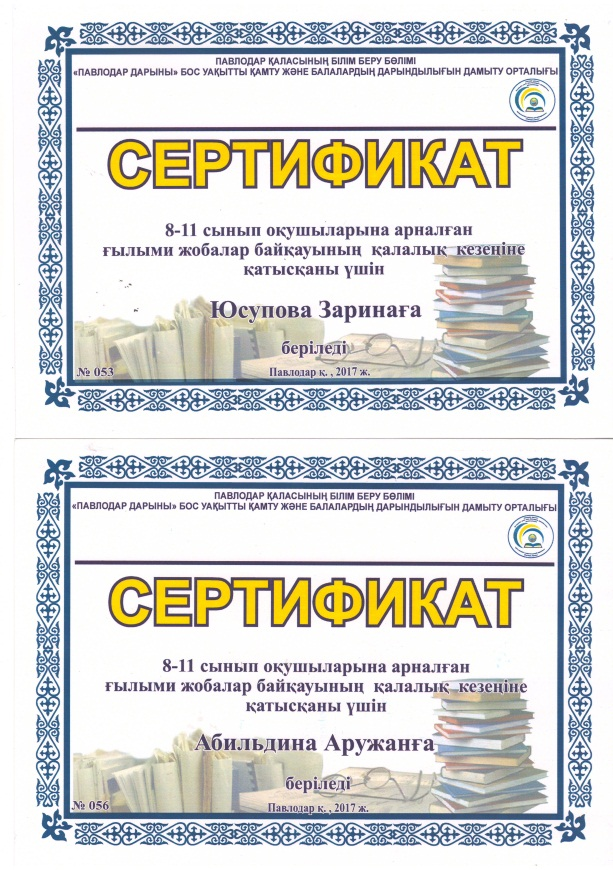 ПАВЛОДАР ҚАЛАСЫНЫҢ БІЛІМ БЕРУ БӨЛІМІ
«ПАВЛОДАР ДАРЫНЫ» БОС УАҚЫТТЫ ҚАМТУ ЖӘНЕ БАЛАЛАРДЫҢ ДАРЫНДЫЛЫҒЫН ДАМЫТУ ОРТАЛЫҒЫ
СЕРТИФИКАТ
8-11 сынып оқушыларына арналған
ғылыми жобалар байқауының қалалық кезеңіне
қатысқаны үшін
Юсупова Заринаға
беріледі
№ 053
Павлодар қ. , 2017 ж.
ПАВЛОДАР ҚАЛАСЫНЫҢ БІЛІМ БЕРУ БӨЛІМІ
«ПАВЛОДАР ДАРЫНЫ» БОС УАҚЫТТЫ ҚАМТУ ЖӘНЕ БАЛАЛАРДЫҢ ДАРЫНДЫЛЫҒЫН ДАМЫТУ ОРТАЛЫҒЫ
СЕРТИФИКАТ
8-11 сынып оқушыларына арналған
ғылыми жобалар байқауының қалалық кезеңіне
қатысқаны үшін
Абильдина Аружанға
беріледі
№ 056
Павлодар қ. , 2017 ж.